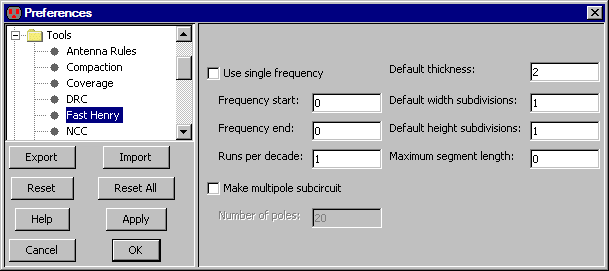 Preferences
Tools
Antenna Rules
Compaction
Coverage
DRC
Fast Henry
NCC
Export
Import
Reset
Reset All
Help
Apply
Cancel
OK
Use single frequency
Frequency start: 0
Frequency end: 0
Runs per decade: 1
Make multipole subcircuit
Number of poles: 20
Default thickness: 2
Default width subdivisions: 1
Default height subdivisions: 1
Maximum segment length: 0